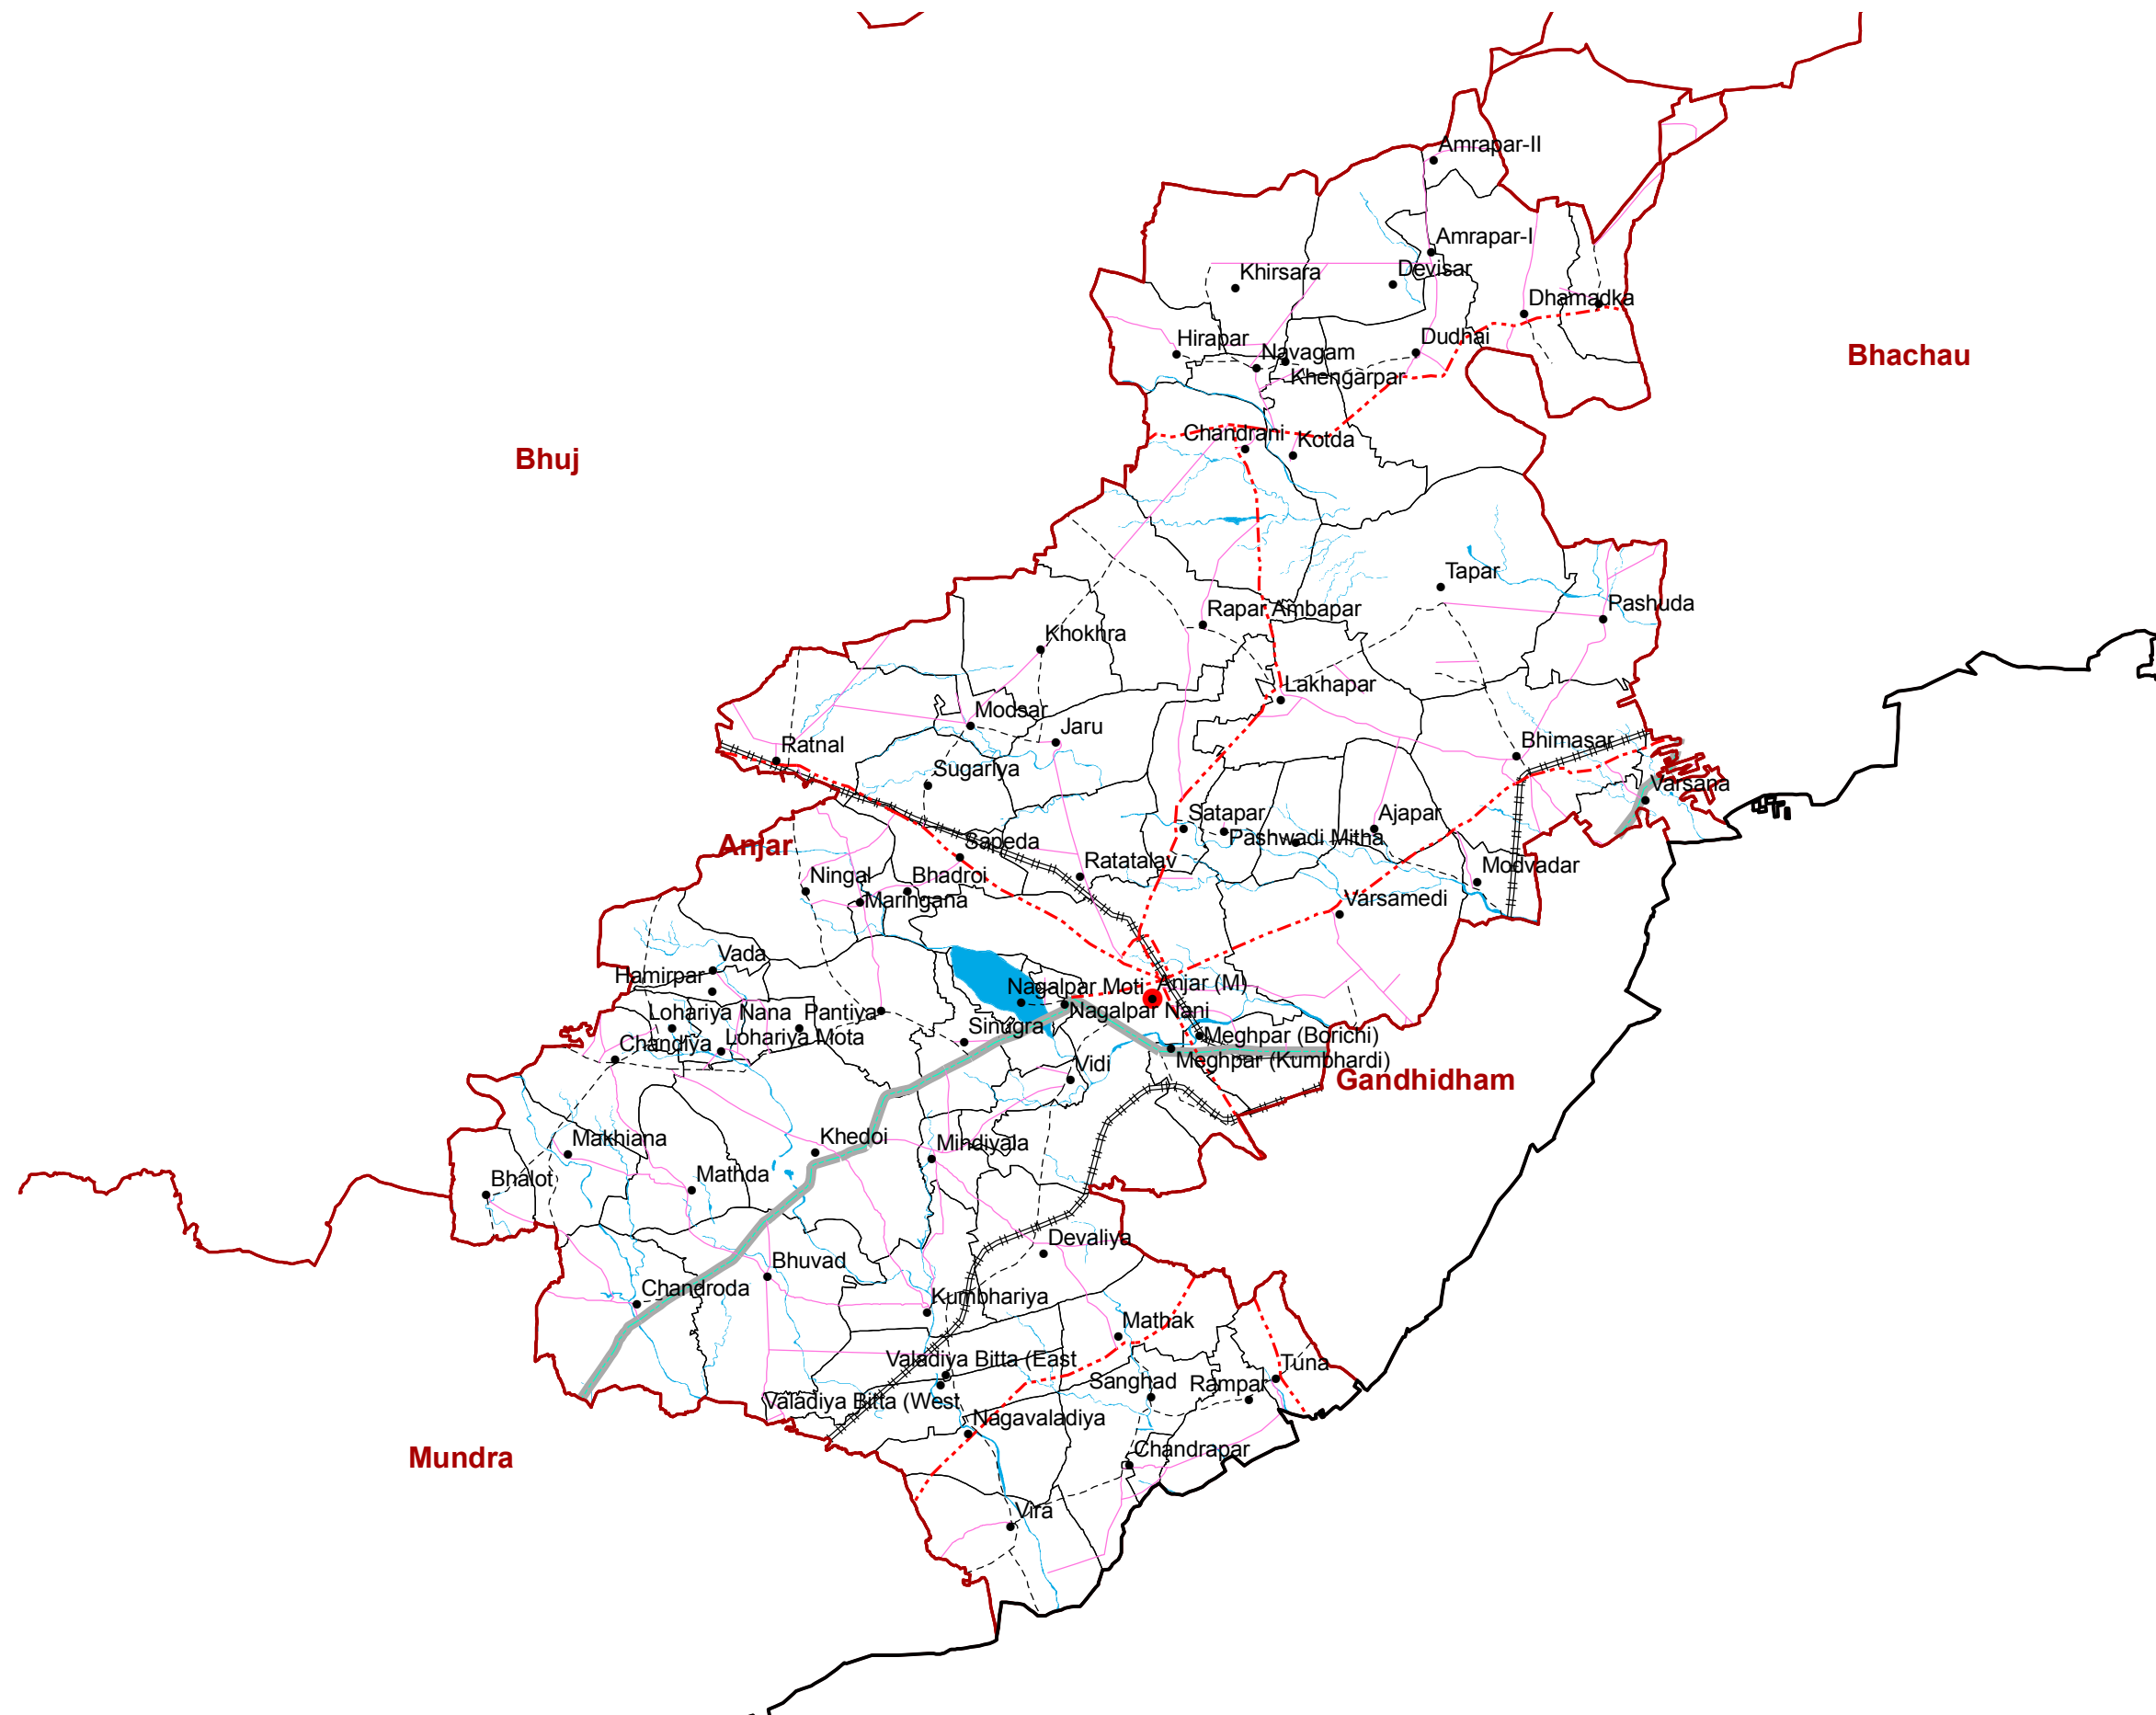 Amrapar-II
Amrapar-I
Khirsara
Devisar
Dhamadka
Hirapar
Navagam
Dudhai
Khengarpar
Bhachau
Chandrani
Kotda
Bhuj
Tapar
Pashuda
Rapar Ambapar
Khokhra
Lakhapar
Modsar
Jaru
Ratnal
Bhimasar
Sugariya
Varsana
Satapar
Ajapar
Pashwadi Mitha
Anjar
Sapeda
Ratatalav
Modvadar
Ningal
Bhadroi
Maringana
Varsamedi
Vada
Hamirpar
Nagalpar Moti
Anjar (M)
Lohariya Nana
Pantiya
Nagalpar Nani
Sinugra
Chandiya
Lohariya Mota
Meghpar (Borichi)
Meghpar (Kumbhardi)
Vidi
Gandhidham
Makhiana
Khedoi
Mindiyala
Bhalot
Mathda
Devaliya
Bhuvad
Chandroda
Kumbhariya
Mathak
Valadiya Bitta (East
Tuna
Sanghad
Rampar
Valadiya Bitta (West
Nagavaladiya
Mundra
Chandrapar
Vira